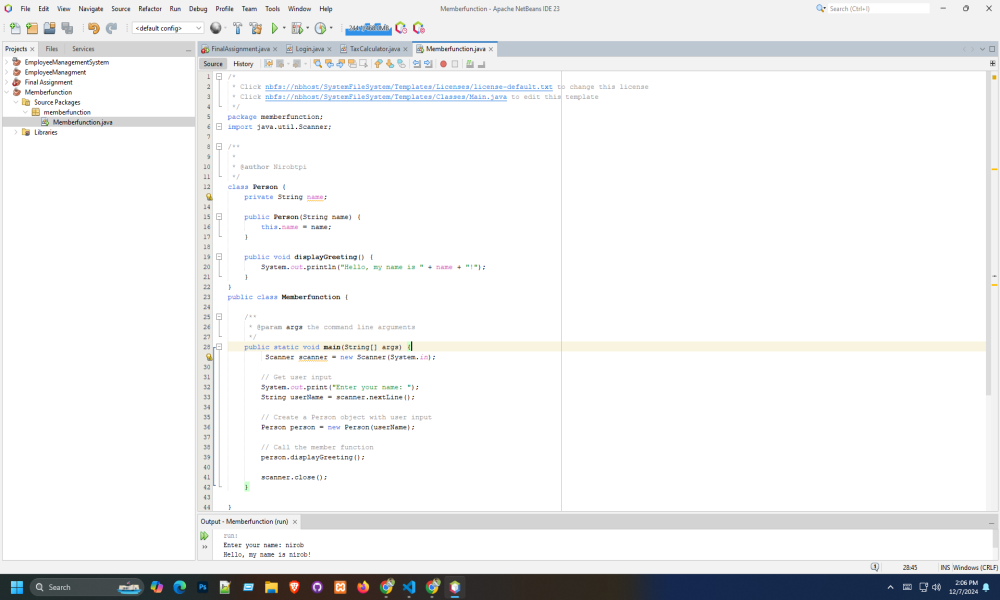 File Edit View Navigate Source Refactor Run Debug Profile Team Tools Window Help
Memberfunction - Apache NetBeans IDE 23
Search (Ctrl+I)
<default config>
Projects Files Services
EmployeeManagementSystem
EmployeeManagment
Final Assignment
Memberfunction
Source Packages
memberfunction
Memberfunction.java
Libraries
FinalAssignment.java Login.java TaxCalculator.java Memberfunction.java
Source History
1 /*
2 * Click nbfs://nbhost/SystemFileSystem/Templates/Licenses/license-default.txt to change this license
3 * Click nbfs://nbhost/SystemFileSystem/Templates/Classes/Main.java to edit this template
4 */
5 package memberfunction;
6 import java.util.Scanner;
7
8 /**
9 *
10 * @author Nirobtpi
11 */
12 class Person {
private String name;
14
15 public Person(String name) {
16 this.name = name;
17 }
18
19 public void displayGreeting() {
20 System.out.println("Hello, my name is " + name + "!");
21 }
22 }
23 public class Memberfunction {
24
25 /**
26 * @param args the command line arguments
27 */
28 public static void main(String[] args) {
Scanner scanner = new Scanner(System.in);
30
31 // Get user input
32 System.out.print("Enter your name: ");
33 String userName = scanner.nextLine();
34
35 // Create a Person object with user input
36 Person person = new Person(userName);
37
38 // Call the member function
39 person.displayGreeting();
40
41 scanner.close();
42 }
43
44 }
Output - Memberfunction (run)
run:
Enter your name: nirob
Hello, my name is nirob!
28:45 INS Windows (CRLF)
Search
2:06 PM
12/7/2024